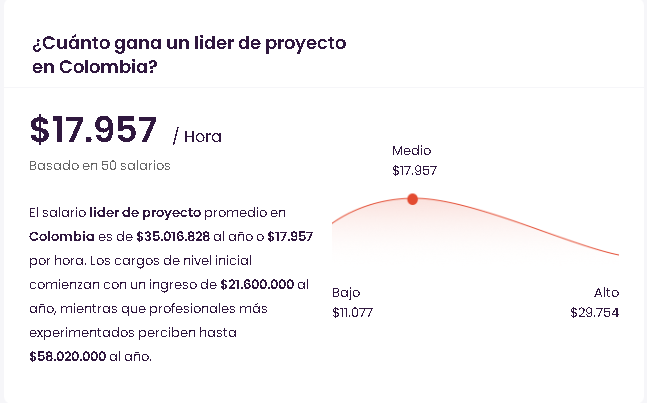 ¿Cuánto gana un lider de proyecto
en Colombia?
$17.957 / Hora
Basado en 50 salarios
El salario lider de proyecto promedio en
Colombia es de $35.016.828 al año o $17.957
por hora. Los cargos de nivel inicial
comienzan con un ingreso de $21.600.000 al
año, mientras que profesionales más
experimentados perciben hasta
$58.020.000 al año.
Medio
$17.957
Bajo
$11.077
Alto
$29.754